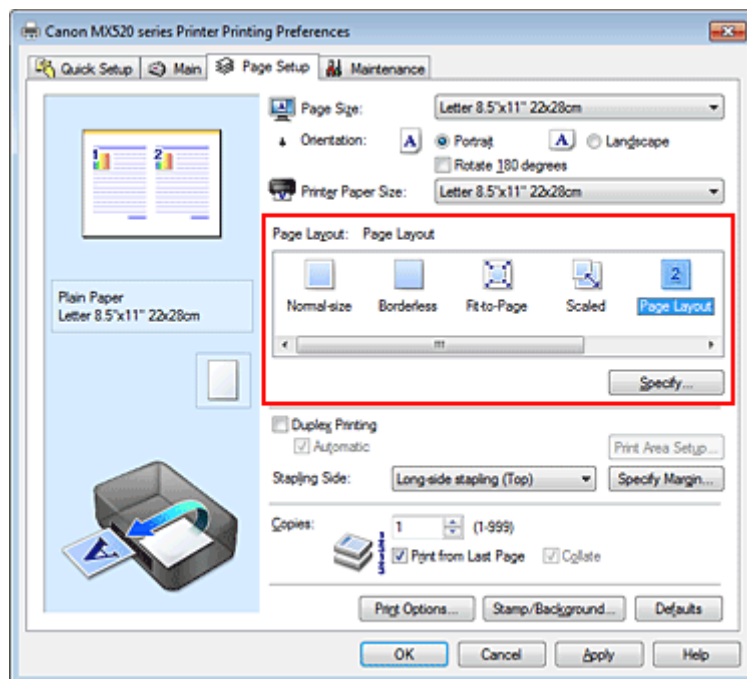 Canon MX520 series Printer Printing Preferences
Quick Setup Main Page Setup Maintenance
1 2
Plain Paper
Letter 8.5"x11" 22x28cm
Page Size: Letter 8.5"x11" 22x28cm
Orientation: A Portrait A Landscape
Rotate 180 degrees
Printer Paper Size: Letter 8.5"x11" 22x28cm
Page Layout: Page Layout
2
Normal-size Borderless Fit-to-Page Scaled Page Layout
Specify...
Duplex Printing
Automatic Print Area Setup...
Stapling Side: Long-side stapling (Top) Specify Margin...
Copies: 1 (1-999)
Print from Last Page Collate
A
Print Options... Stamp/Background... Defaults
OK Cancel Apply Help